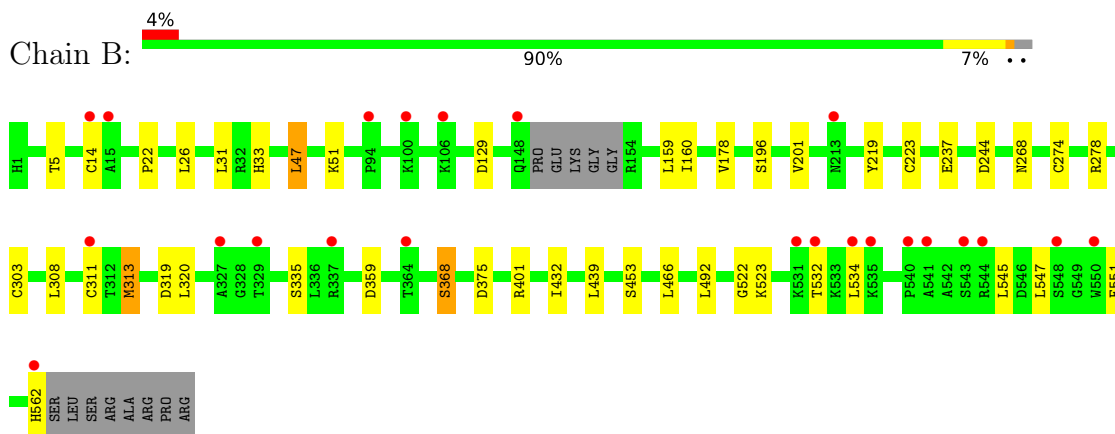 4%
Chain B:
90% 7% • •
H1 T5 C14 A15 P22 L26 L31 R32 H33 L47 K51 P94 K100 K106 D129 Q148 PRO GLU LYS GLY GLY R154 L159 I160 V178 S196 V201 N213 Y219 C223 E237 D244 N268 C274 R278
C303 L308 C311 T312 M313 D319 L320 A327 G328 T329 S335 L336 R337 D359 T364 S368 D375 R401 I432 L439 S453 L466 L492 G522 K523 K531 T532 K533 L534 K535 P540 A541 A542 S543 R544 L545 D546 L547 S548 G549 W550
H562 SER LEU SER ARG ALA ARG PRO ARG